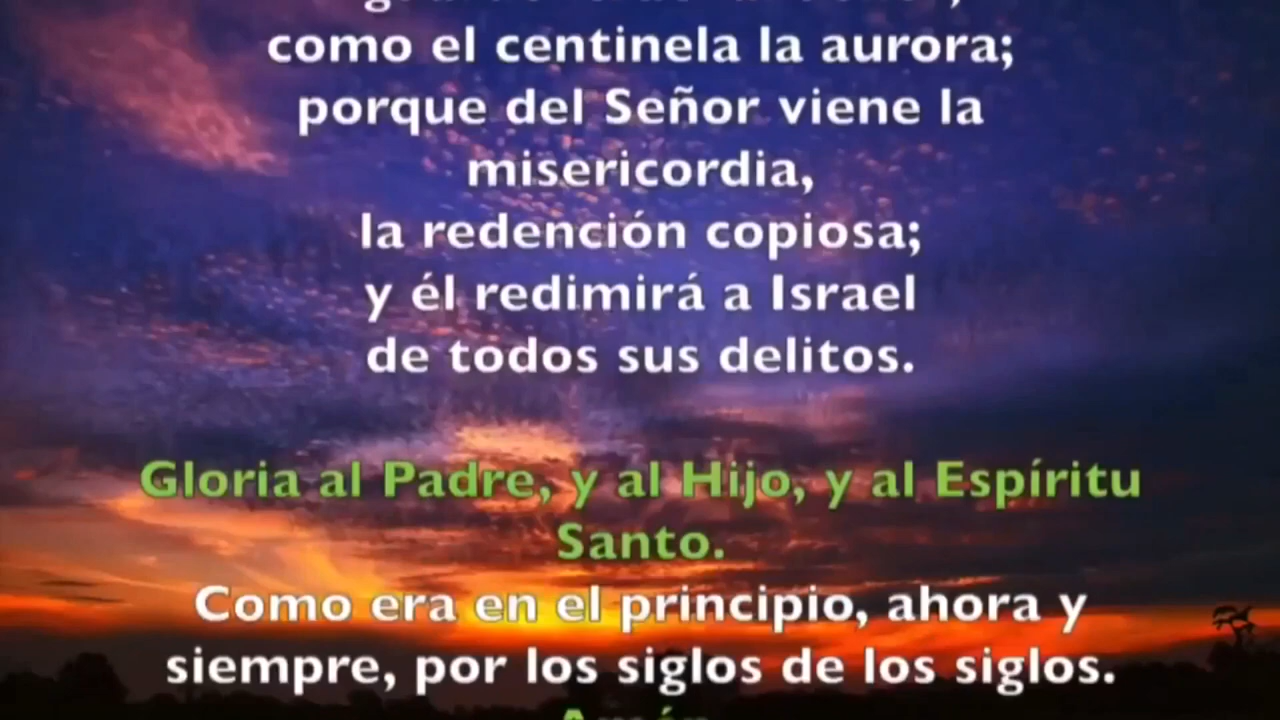 como el centinela la aurora;
porque del Señor viene la
misericordia,
la redención copiosa;
y él redimirá a Israel
de todos sus delitos.
Gloria al Padre, y al Hijo, y al Espíritu
Santo.
Como era en el principio, ahora y
siempre, por los siglos de los siglos.